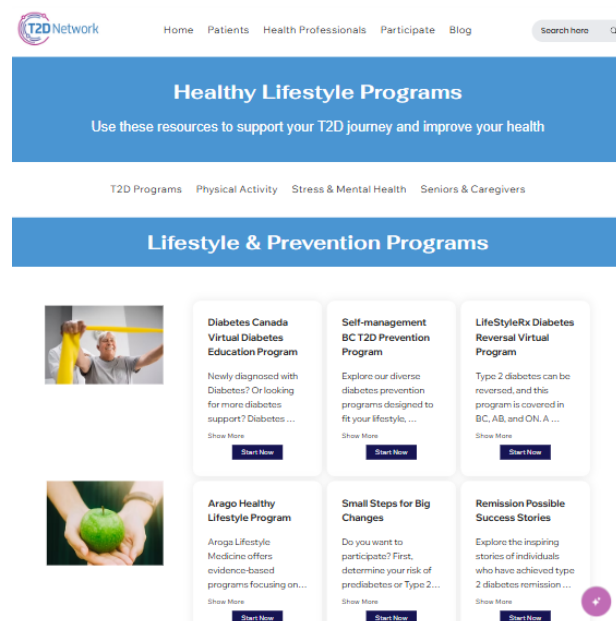 T2D Network
Home Patients Health Professionals Participate Blog
Search here
Healthy Lifestyle Programs
Use these resources to support your T2D journey and improve your health
T2D Programs Physical Activity Stress & Mental Health Seniors & Caregivers
Lifestyle & Prevention Programs
Diabetes Canada
Virtual Diabetes
Education Program
Newly diagnosed with
Diabetes? Or looking
for more diabetes
support? Diabetes ...
Show More
Start Now
Self-management
BC T2D Prevention
Program
Explore our diverse
diabetes prevention
programs designed to
fit your lifestyle, ...
Show More
Start Now
LifeStyleRx Diabetes
Reversal Virtual
Program
Type 2 diabetes can be
reversed, and this
program is covered in
BC, AB, and ON. A ...
Show More
Start Now
Arago Healthy
Lifestyle Program
Aroga Lifestyle
Medicine offers
evidence-based
programs focusing on...
Show More
Start Now
Small Steps for Big
Changes
Do you want to
participate? First,
determine your risk of
prediabetes or Type 2...
Show More
Start Now
Remission Possible
Success Stories
Explore the inspiring
stories of individuals
who have achieved type
2 diabetes remission ...
Show More
Start Now